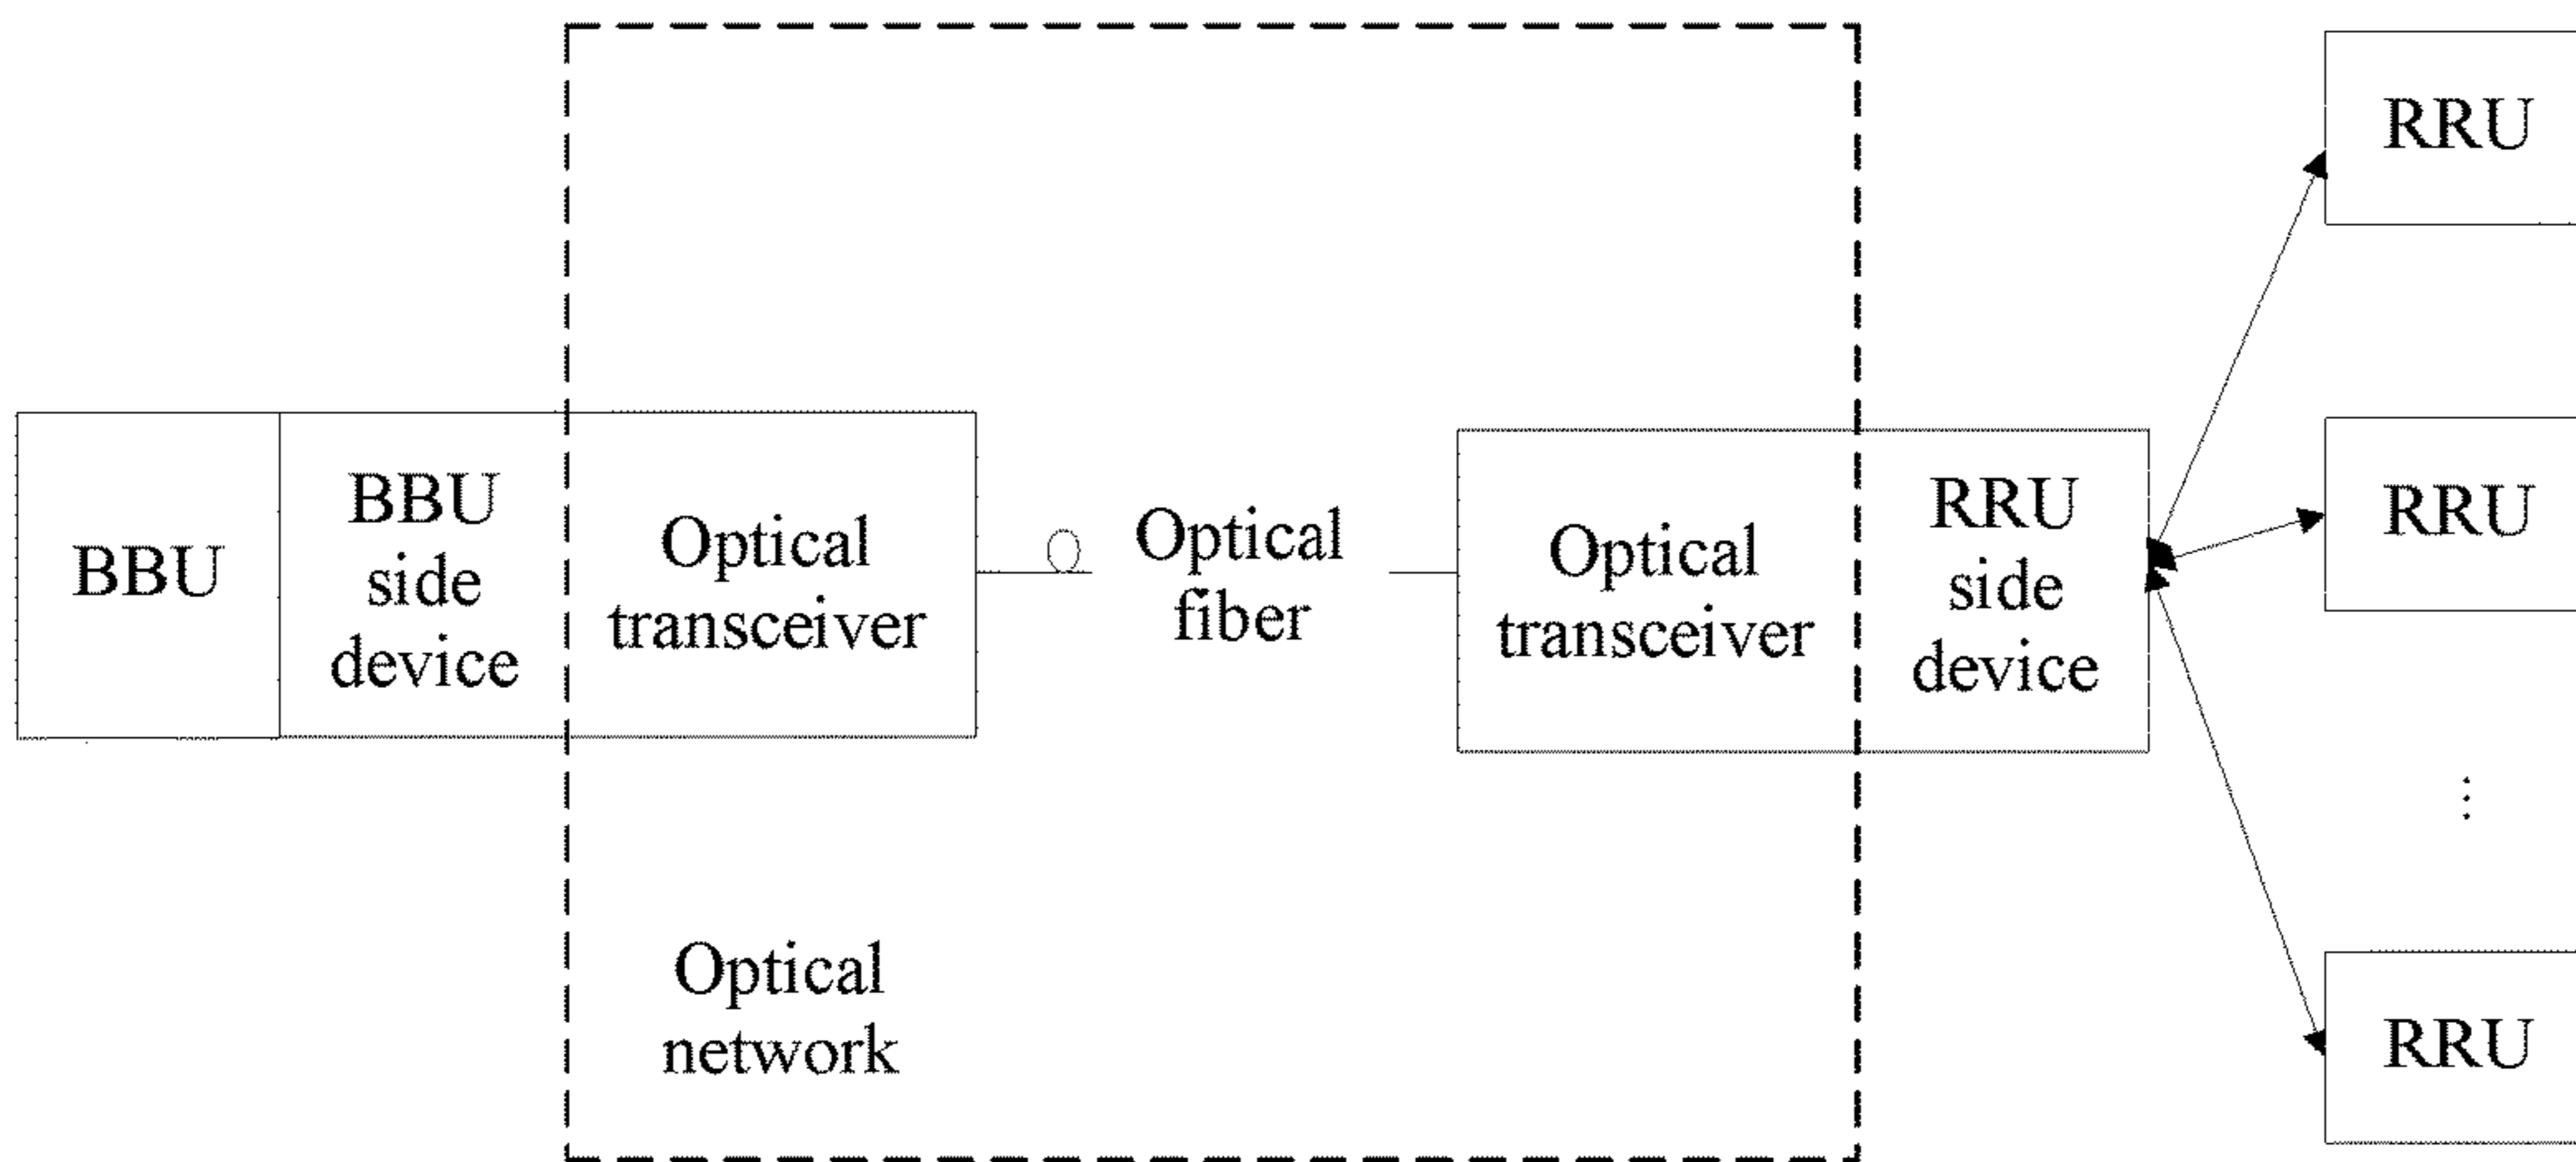 BBU
BBU
side
device
Optical
transceiver
Optical
fiber
Optical
transceiver
RRU
side
device
RRU
RRU
⋮
RRU
Optical
network